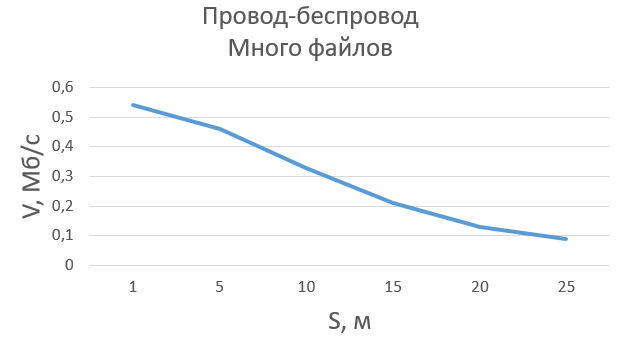 Провод-беспровод
Много файлов
0,6
0,5
0,4
0,3
0,2
0,1
0
V, Мб/с
1 5 10 15 20 25
S, м